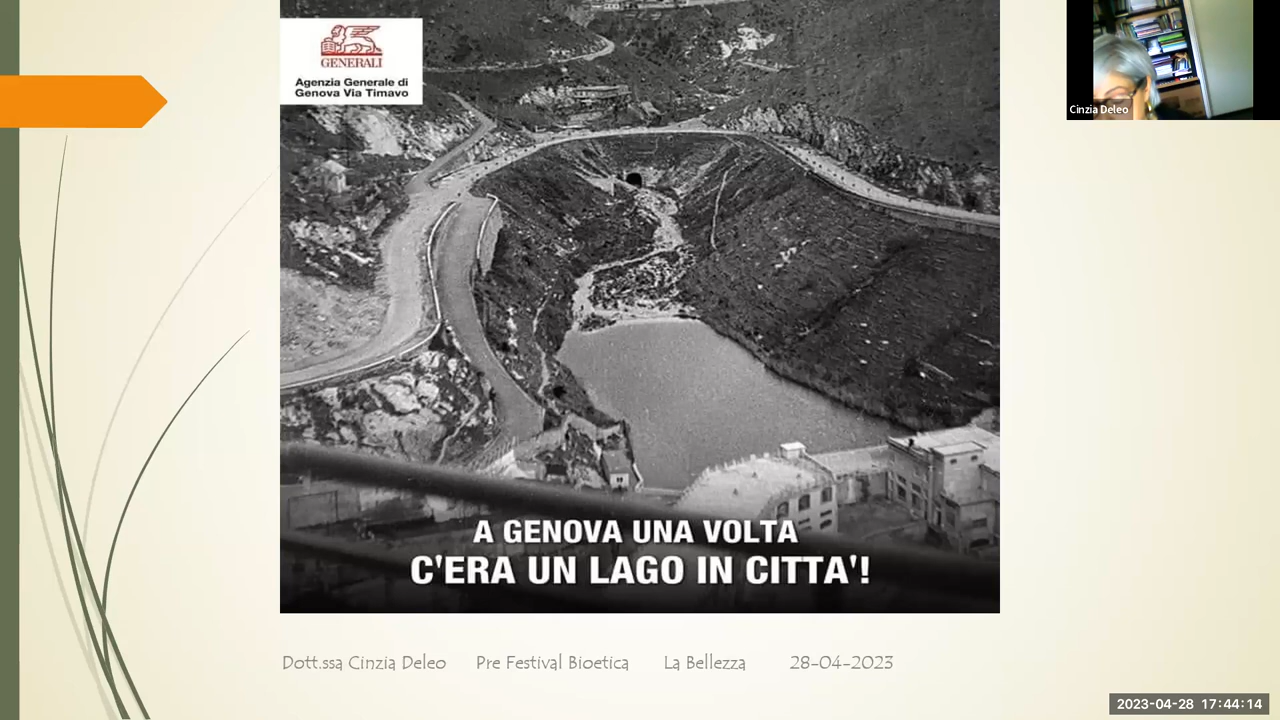 GENERALI
Agenzia Generale di
Genova Via Timavo
Cinzia Deleo
A GENOVA UNA VOLTA
C'ERA UN LAGO IN CITTA'!
Dott.ssa Cinzia Deleo Pre Festival Bioetica La Bellezza 28-04-2023
2023-04-28 17:44:14